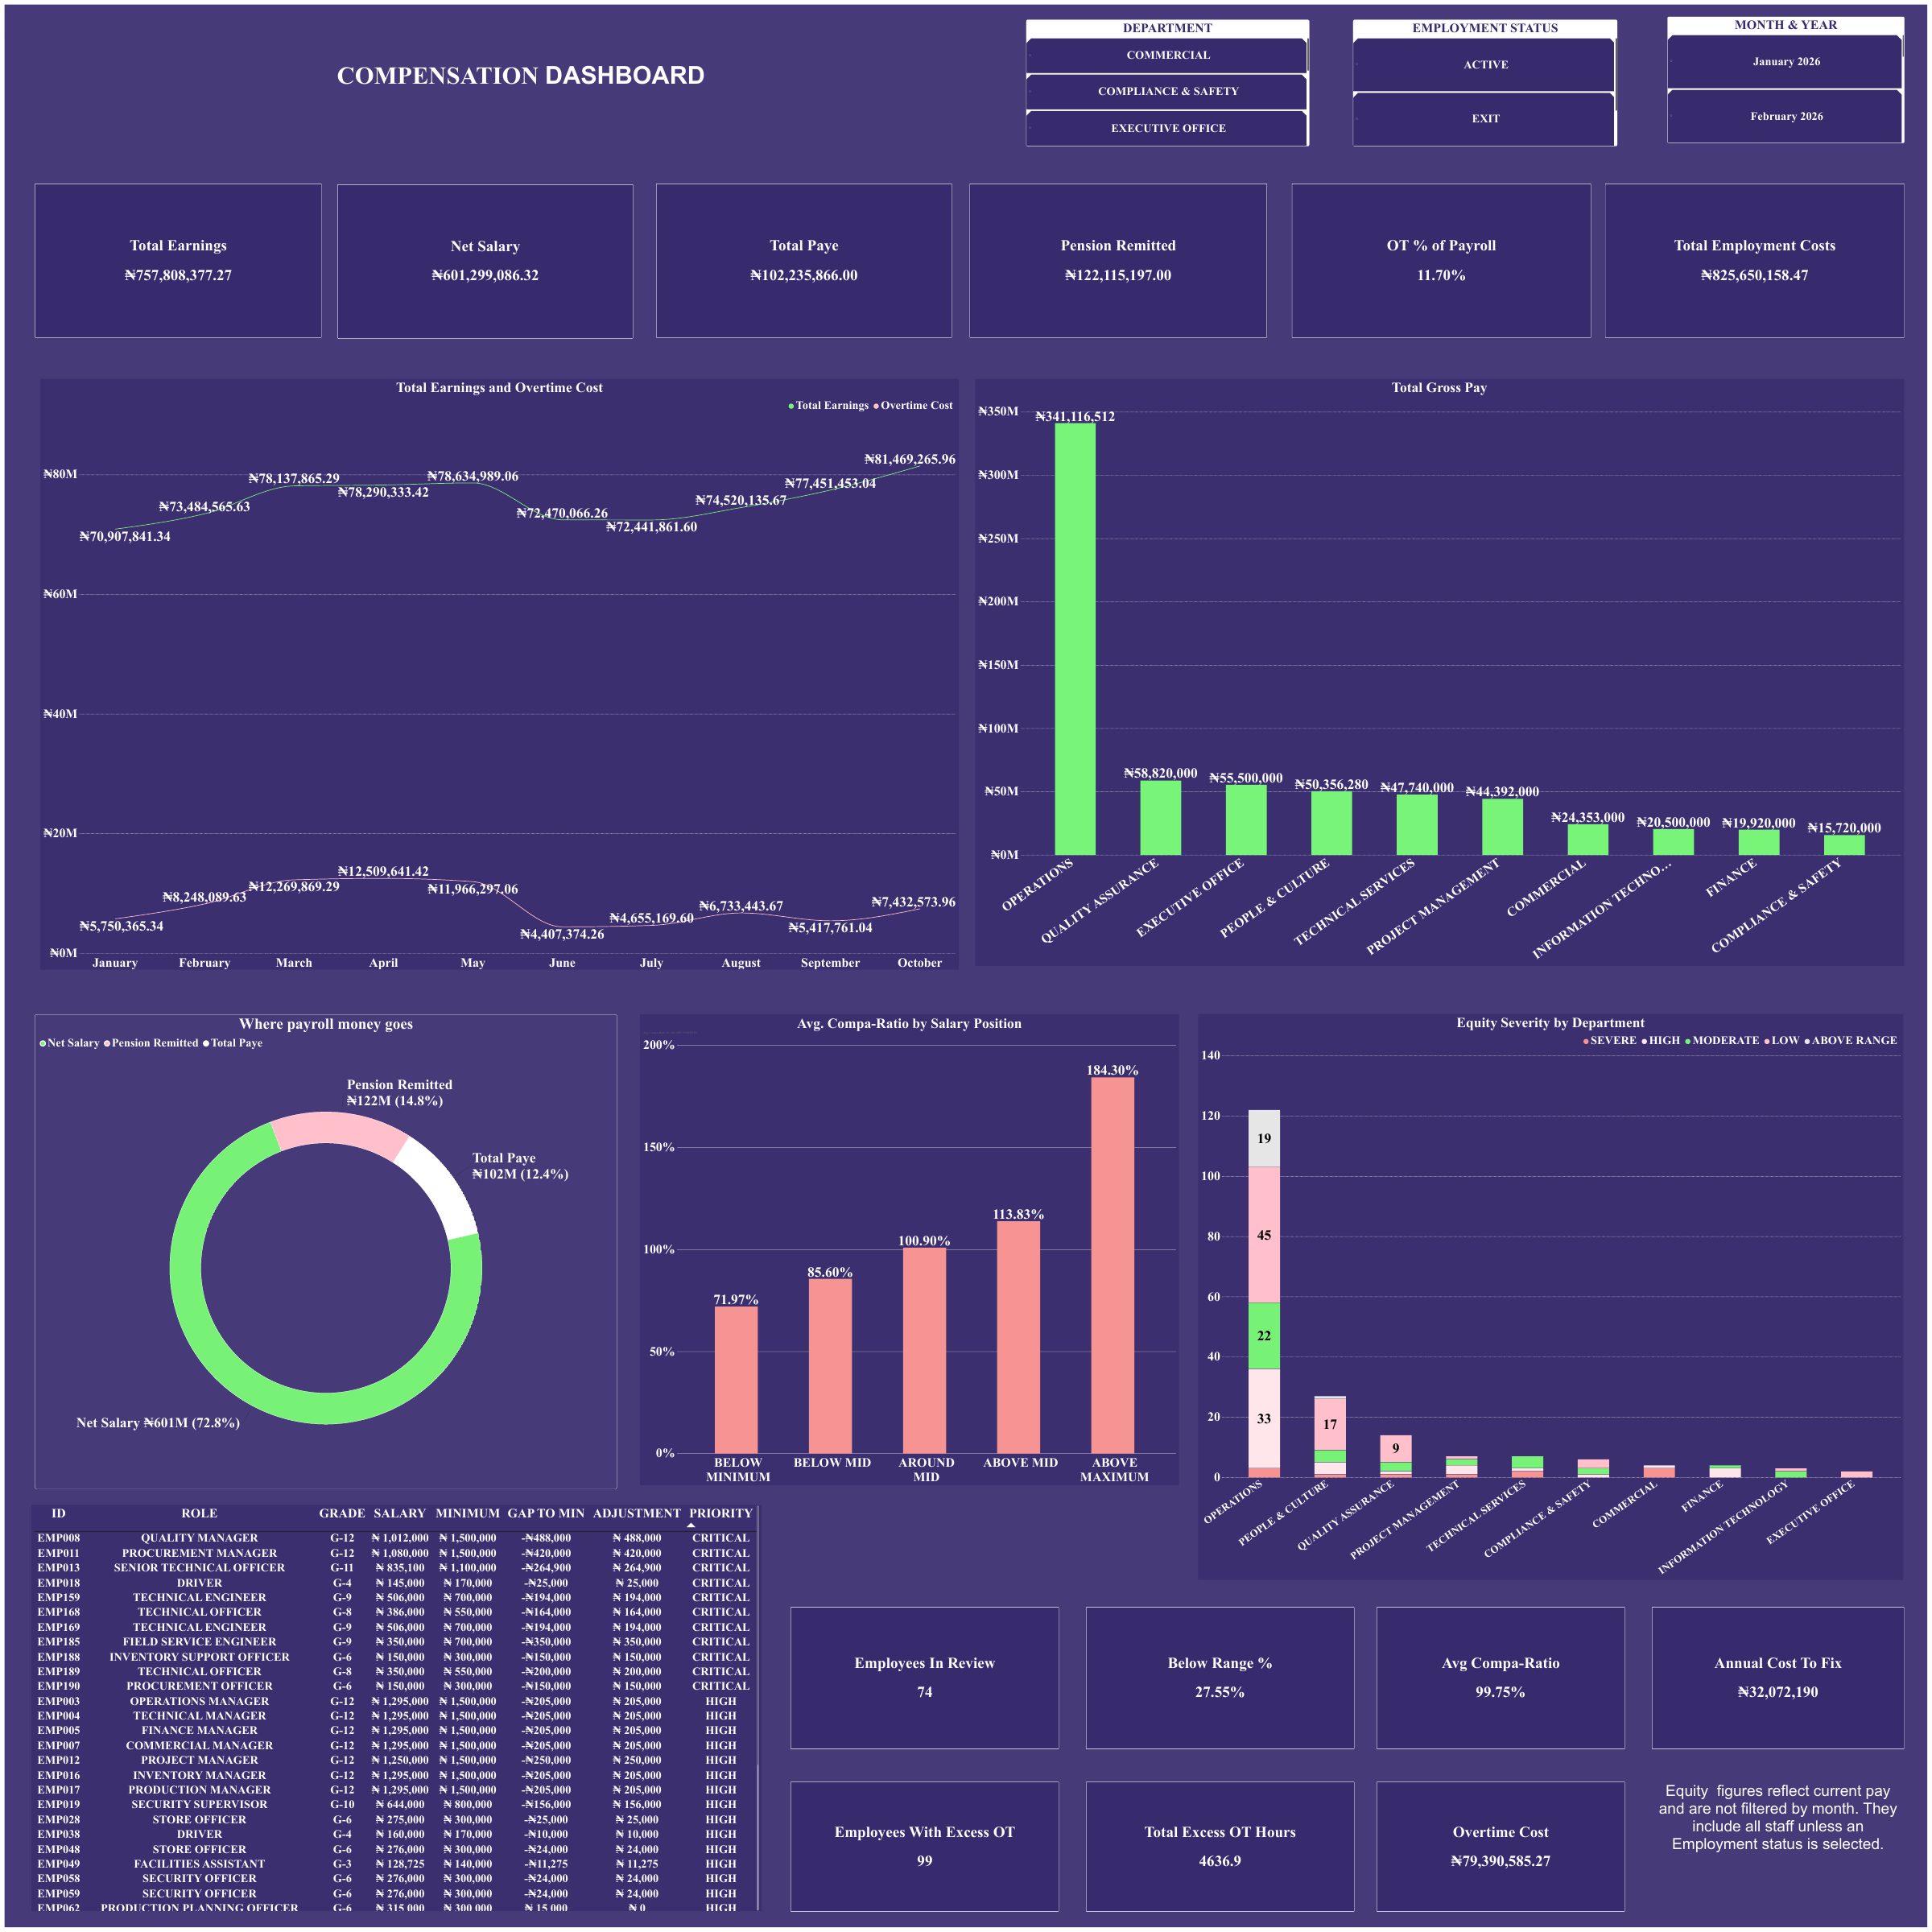 COMPENSATION DASHBOARD
DEPARTMENT
COMMERCIAL
COMPLIANCE & SAFETY
EXECUTIVE OFFICE
EMPLOYMENT STATUS
ACTIVE
EXIT
MONTH & YEAR
January 2026
February 2026
Total Earnings
₦757,808,377.27
Net Salary
₦601,299,086.32
Total Paye
₦102,235,866.00
Pension Remitted
₦122,115,197.00
OT % of Payroll
11.70%
Total Employment Costs
₦825,650,158.47
Total Earnings and Overtime Cost
Total Earnings Overtime Cost
₦80M
₦60M
₦40M
₦20M
₦0M
₦70,907,841.34
₦73,484,565.63
₦78,137,865.29
₦78,290,333.42
₦78,634,989.06
₦72,470,066.26
₦72,441,861.60
₦74,520,135.67
₦77,451,453.04
₦81,469,265.96
₦5,750,365.34
₦8,248,089.63
₦12,269,869.29
₦12,509,641.42
₦11,966,297.06
₦4,407,374.26
₦4,655,169.60
₦6,733,443.67
₦5,417,761.04
₦7,432,573.96
January February March April May June July August September October
Total Gross Pay
₦350M
₦300M
₦250M
₦200M
₦150M
₦100M
₦50M
₦0M
₦341,116,512
₦58,820,000
₦55,500,000
₦50,356,280
₦47,740,000
₦44,392,000
₦24,353,000
₦20,500,000
₦19,920,000
₦15,720,000
OPERATIONS
QUALITY ASSURANCE
EXECUTIVE OFFICE
PEOPLE & CULTURE
TECHNICAL SERVICES
PROJECT MANAGEMENT
COMMERCIAL
INFORMATION TECHNO...
FINANCE
COMPLIANCE & SAFETY
Where payroll money goes
Net Salary Pension Remitted Total Paye
Pension Remitted
₦122M (14.8%)
Total Paye
₦102M (12.4%)
Net Salary ₦601M (72.8%)
Avg. Compa-Ratio by Salary Position
200%
150%
100%
50%
0%
71.97%
85.60%
100.90%
113.83%
184.30%
BELOW
MINIMUM
BELOW MID
AROUND
MID
ABOVE MID
ABOVE
MAXIMUM
Equity Severity by Department
SEVERE HIGH MODERATE LOW ABOVE RANGE
140
120
100
80
60
40
20
0
19
45
22
33
17
9
OPERATIONS
PEOPLE & CULTURE
QUALITY ASSURANCE
PROJECT MANAGEMENT
TECHNICAL SERVICES
COMPLIANCE & SAFETY
COMMERCIAL
FINANCE
INFORMATION TECHNOLOGY
EXECUTIVE OFFICE
ID ROLE GRADE SALARY MINIMUM GAP TO MIN ADJUSTMENT PRIORITY
EMP008 QUALITY MANAGER G-12 ₦ 1,012,000 ₦ 1,500,000 -₦488,000 ₦ 488,000 CRITICAL
EMP011 PROCUREMENT MANAGER G-12 ₦ 1,080,000 ₦ 1,500,000 -₦420,000 ₦ 420,000 CRITICAL
EMP013 SENIOR TECHNICAL OFFICER G-11 ₦ 835,100 ₦ 1,100,000 -₦264,900 ₦ 264,900 CRITICAL
EMP018 DRIVER G-4 ₦ 145,000 ₦ 170,000 -₦25,000 ₦ 25,000 CRITICAL
EMP159 TECHNICAL ENGINEER G-9 ₦ 506,000 ₦ 700,000 -₦194,000 ₦ 194,000 CRITICAL
EMP168 TECHNICAL OFFICER G-8 ₦ 386,000 ₦ 550,000 -₦164,000 ₦ 164,000 CRITICAL
EMP169 TECHNICAL ENGINEER G-9 ₦ 506,000 ₦ 700,000 -₦194,000 ₦ 194,000 CRITICAL
EMP185 FIELD SERVICE ENGINEER G-9 ₦ 350,000 ₦ 700,000 -₦350,000 ₦ 350,000 CRITICAL
EMP188 INVENTORY SUPPORT OFFICER G-6 ₦ 150,000 ₦ 300,000 -₦150,000 ₦ 150,000 CRITICAL
EMP189 TECHNICAL OFFICER G-8 ₦ 350,000 ₦ 550,000 -₦200,000 ₦ 200,000 CRITICAL
EMP190 PROCUREMENT OFFICER G-6 ₦ 150,000 ₦ 300,000 -₦150,000 ₦ 150,000 CRITICAL
EMP003 OPERATIONS MANAGER G-12 ₦ 1,295,000 ₦ 1,500,000 -₦205,000 ₦ 205,000 HIGH
EMP004 TECHNICAL MANAGER G-12 ₦ 1,295,000 ₦ 1,500,000 -₦205,000 ₦ 205,000 HIGH
EMP005 FINANCE MANAGER G-12 ₦ 1,295,000 ₦ 1,500,000 -₦205,000 ₦ 205,000 HIGH
EMP007 COMMERCIAL MANAGER G-12 ₦ 1,295,000 ₦ 1,500,000 -₦205,000 ₦ 205,000 HIGH
EMP012 PROJECT MANAGER G-12 ₦ 1,250,000 ₦ 1,500,000 -₦250,000 ₦ 250,000 HIGH
EMP016 INVENTORY MANAGER G-12 ₦ 1,295,000 ₦ 1,500,000 -₦205,000 ₦ 205,000 HIGH
EMP017 PRODUCTION MANAGER G-12 ₦ 1,295,000 ₦ 1,500,000 -₦205,000 ₦ 205,000 HIGH
EMP019 SECURITY SUPERVISOR G-10 ₦ 644,000 ₦ 800,000 -₦156,000 ₦ 156,000 HIGH
EMP028 STORE OFFICER G-6 ₦ 275,000 ₦ 300,000 -₦25,000 ₦ 25,000 HIGH
EMP038 DRIVER G-4 ₦ 160,000 ₦ 170,000 -₦10,000 ₦ 10,000 HIGH
EMP048 STORE OFFICER G-6 ₦ 276,000 ₦ 300,000 -₦24,000 ₦ 24,000 HIGH
EMP049 FACILITIES ASSISTANT G-3 ₦ 128,725 ₦ 140,000 -₦11,275 ₦ 11,275 HIGH
EMP058 SECURITY OFFICER G-6 ₦ 276,000 ₦ 300,000 -₦24,000 ₦ 24,000 HIGH
EMP059 SECURITY OFFICER G-6 ₦ 276,000 ₦ 300,000 -₦24,000 ₦ 24,000 HIGH
EMP062 PRODUCTION PLANNING OFFICER G-6 ₦ 315,000 ₦ 300,000 ₦ 15,000 ₦ 0 HIGH
Employees In Review
74
Below Range %
27.55%
Avg Compa-Ratio
99.75%
Annual Cost To Fix
₦32,072,190
Employees With Excess OT
99
Total Excess OT Hours
4636.9
Overtime Cost
₦79,390,585.27
Equity figures reflect current pay
and are not filtered by month. They
include all staff unless an
Employment status is selected.